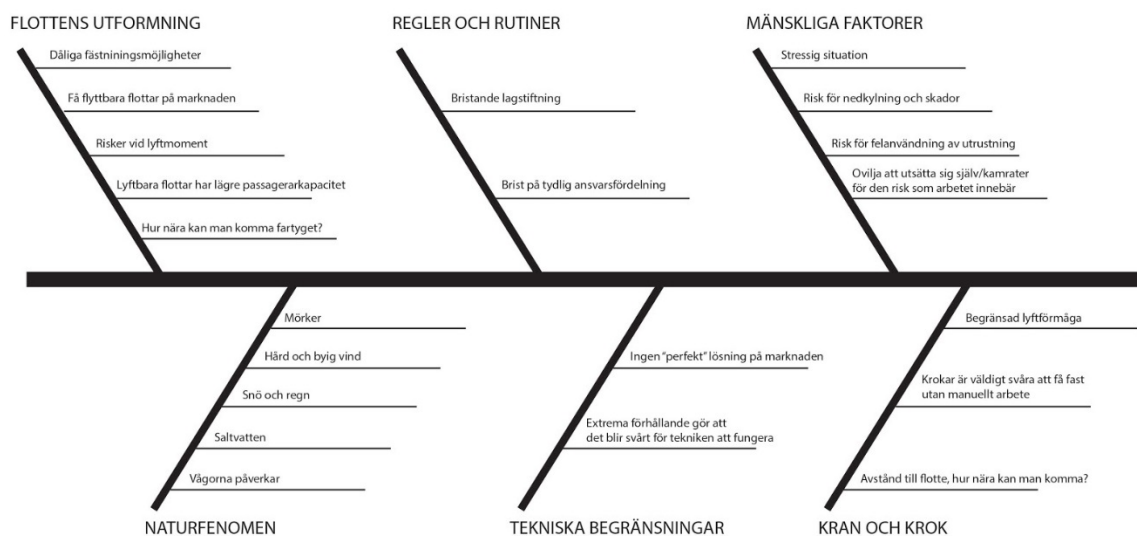 FLOTTENS UTFORMNING
Dåliga fästniningsmöjligheter
Få flyttbara flottar på marknaden
Risker vid lyftmoment
Lyftbara flottar har lägre passagerarkapacitet
Hur nära kan man komma fartyget?
REGLER OCH RUTINER
Bristande lagstiftning
Brist på tydlig ansvarsfördelning
MÄNSKLIGA FAKTORER
Stressig situation
Risk för nedkylning och skador
Risk för felanvändning av utrustning
Ovilja att utsätta sig själv/kamrater
för den risk som arbetet innebär
Mörker
Hård och byig vind
Snö och regn
Saltvatten
Vågorna påverkar
NATURFENOMEN
Ingen "perfekt" lösning på marknaden
Extrema förhållande gör att
det blir svårt för tekniken att fungera
TEKNISKA BEGRÄNSNINGAR
Begränsad lyftförmåga
Krokar är väldigt svåra att få fast
utan manuellt arbete
Avstånd till flotte, hur nära kan man komma?
KRAN OCH KROK